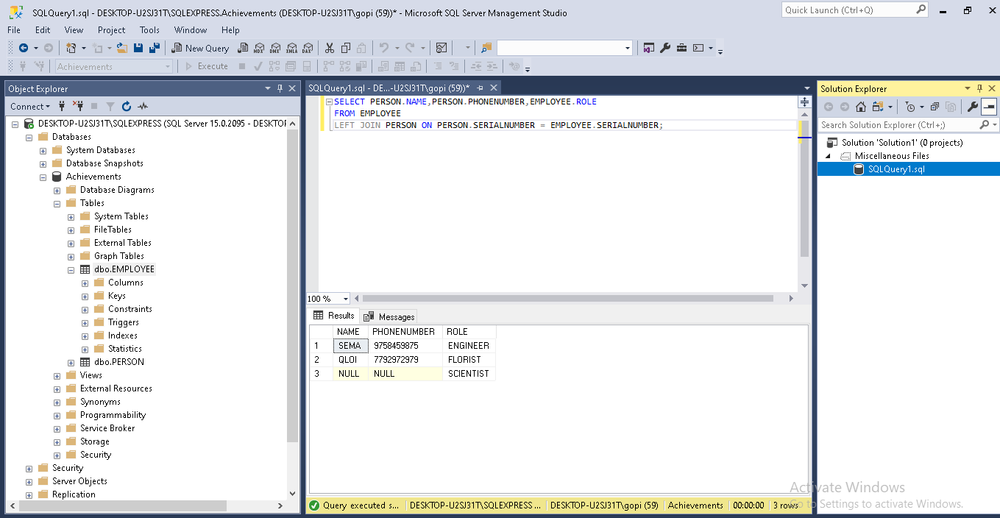 SQLQuery1.sql - DESKTOP-U2SJ31T\SQLEXPRESS.Achievements (DESKTOP-U2SJ31T\gopi (59))* - Microsoft SQL Server Management Studio
Quick Launch (Ctrl+Q)
File Edit View Project Tools Window Help
New Query
MDX DMX XMLA DAX
Achievements Execute
Object Explorer
Connect
DESKTOP-U2SJ31T\SQLEXPRESS (SQL Server 15.0.2095 - DESKTO
Databases
System Databases
Database Snapshots
Achievements
Database Diagrams
Tables
System Tables
FileTables
External Tables
Graph Tables
dbo.EMPLOYEE
Columns
Keys
Constraints
Triggers
Indexes
Statistics
dbo.PERSON
Views
External Resources
Synonyms
Programmability
Service Broker
Storage
Security
Security
Server Objects
Replication
SQLQuery1.sql - DE...-U2SJ31T\gopi (59))*
SELECT PERSON.NAME,PERSON.PHONENUMBER,EMPLOYEE.ROLE
FROM EMPLOYEE
LEFT JOIN PERSON ON PERSON.SERIALNUMBER = EMPLOYEE.SERIALNUMBER;
100 %
Results Messages
NAME PHONENUMBER ROLE
1 SEMA 9758459875 ENGINEER
2 QLOI 7792972979 FLORIST
3 NULL NULL SCIENTIST
Query executed s... DESKTOP-U2SJ31T\SQLEXPRESS ... DESKTOP-U2SJ31T\gopi (59) Achievements 00:00:00 3 rows
Solution Explorer
Search Solution Explorer (Ctrl+;)
Solution 'Solution1' (0 projects)
Miscellaneous Files
SQLQuery1.sql
Activate Windows
Go to Settings to activate Windows.